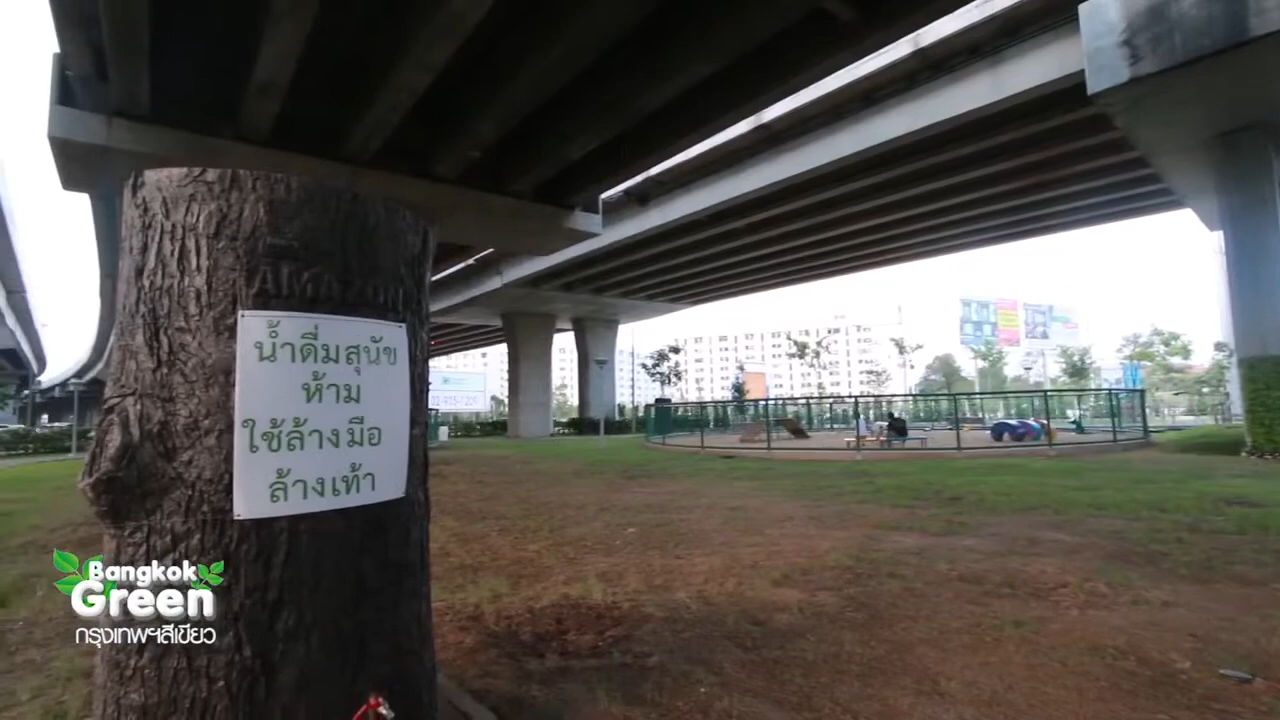 AMAZON
น้ำดื่มสุนัข
ห้าม
ใช้ล้างมือ
ล้างเท้า
Bangkok
Green
กรุงเทพฯสีเขียว